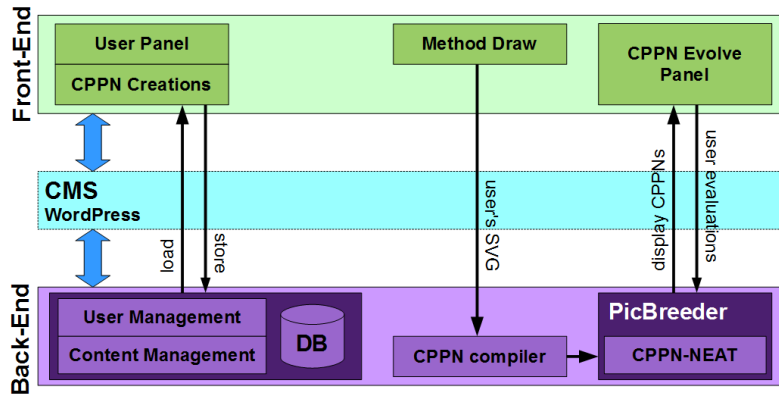 Front-End
User Panel
CPPN Creations
Method Draw
CPPN Evolve
Panel
CMS
WordPress
load
store
user's SVG
display CPPNs
user evaluations
Back-End
User Management
Content Management
DB
CPPN compiler
PicBreeder
CPPN-NEAT